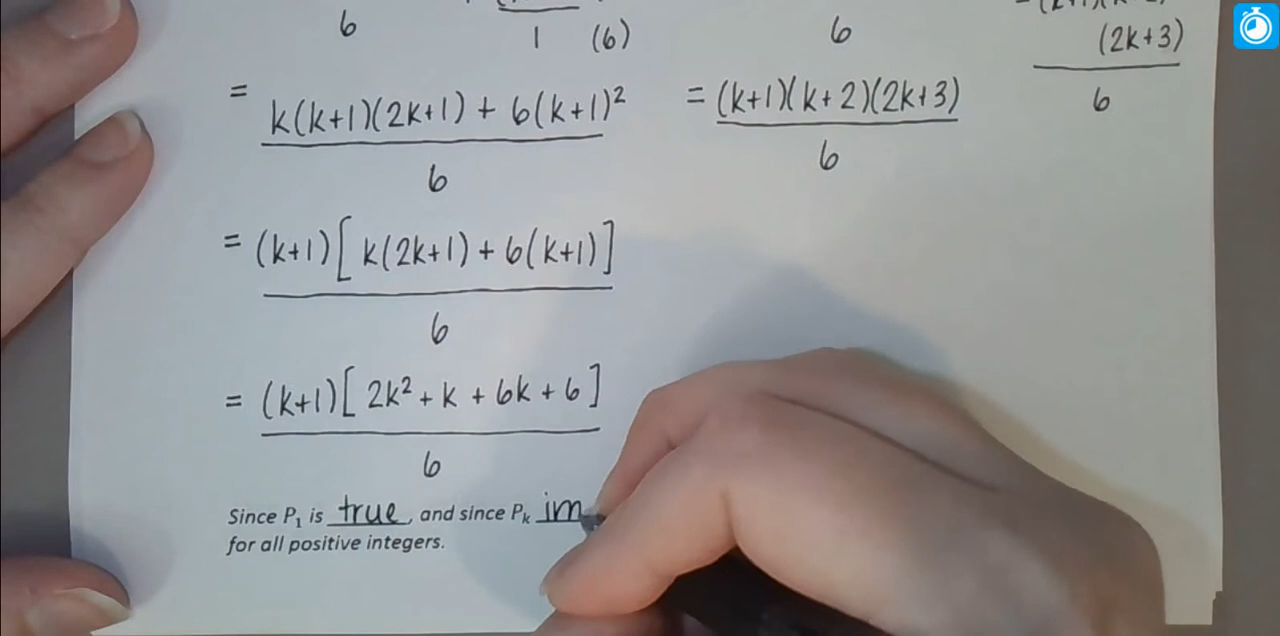 6
1 (6)
= k(k+1)(2k+1) + 6(k+1)²
6
= (k+1)[ k(2k+1) + 6(k+1)]
6
= (k+1)[ 2k² + k + 6k + 6 ]
6
6
= (k+1)(k+2)(2k+3)
6
(2k+3)
6
Since P₁ is true, and since Pₖ im
for all positive integers.